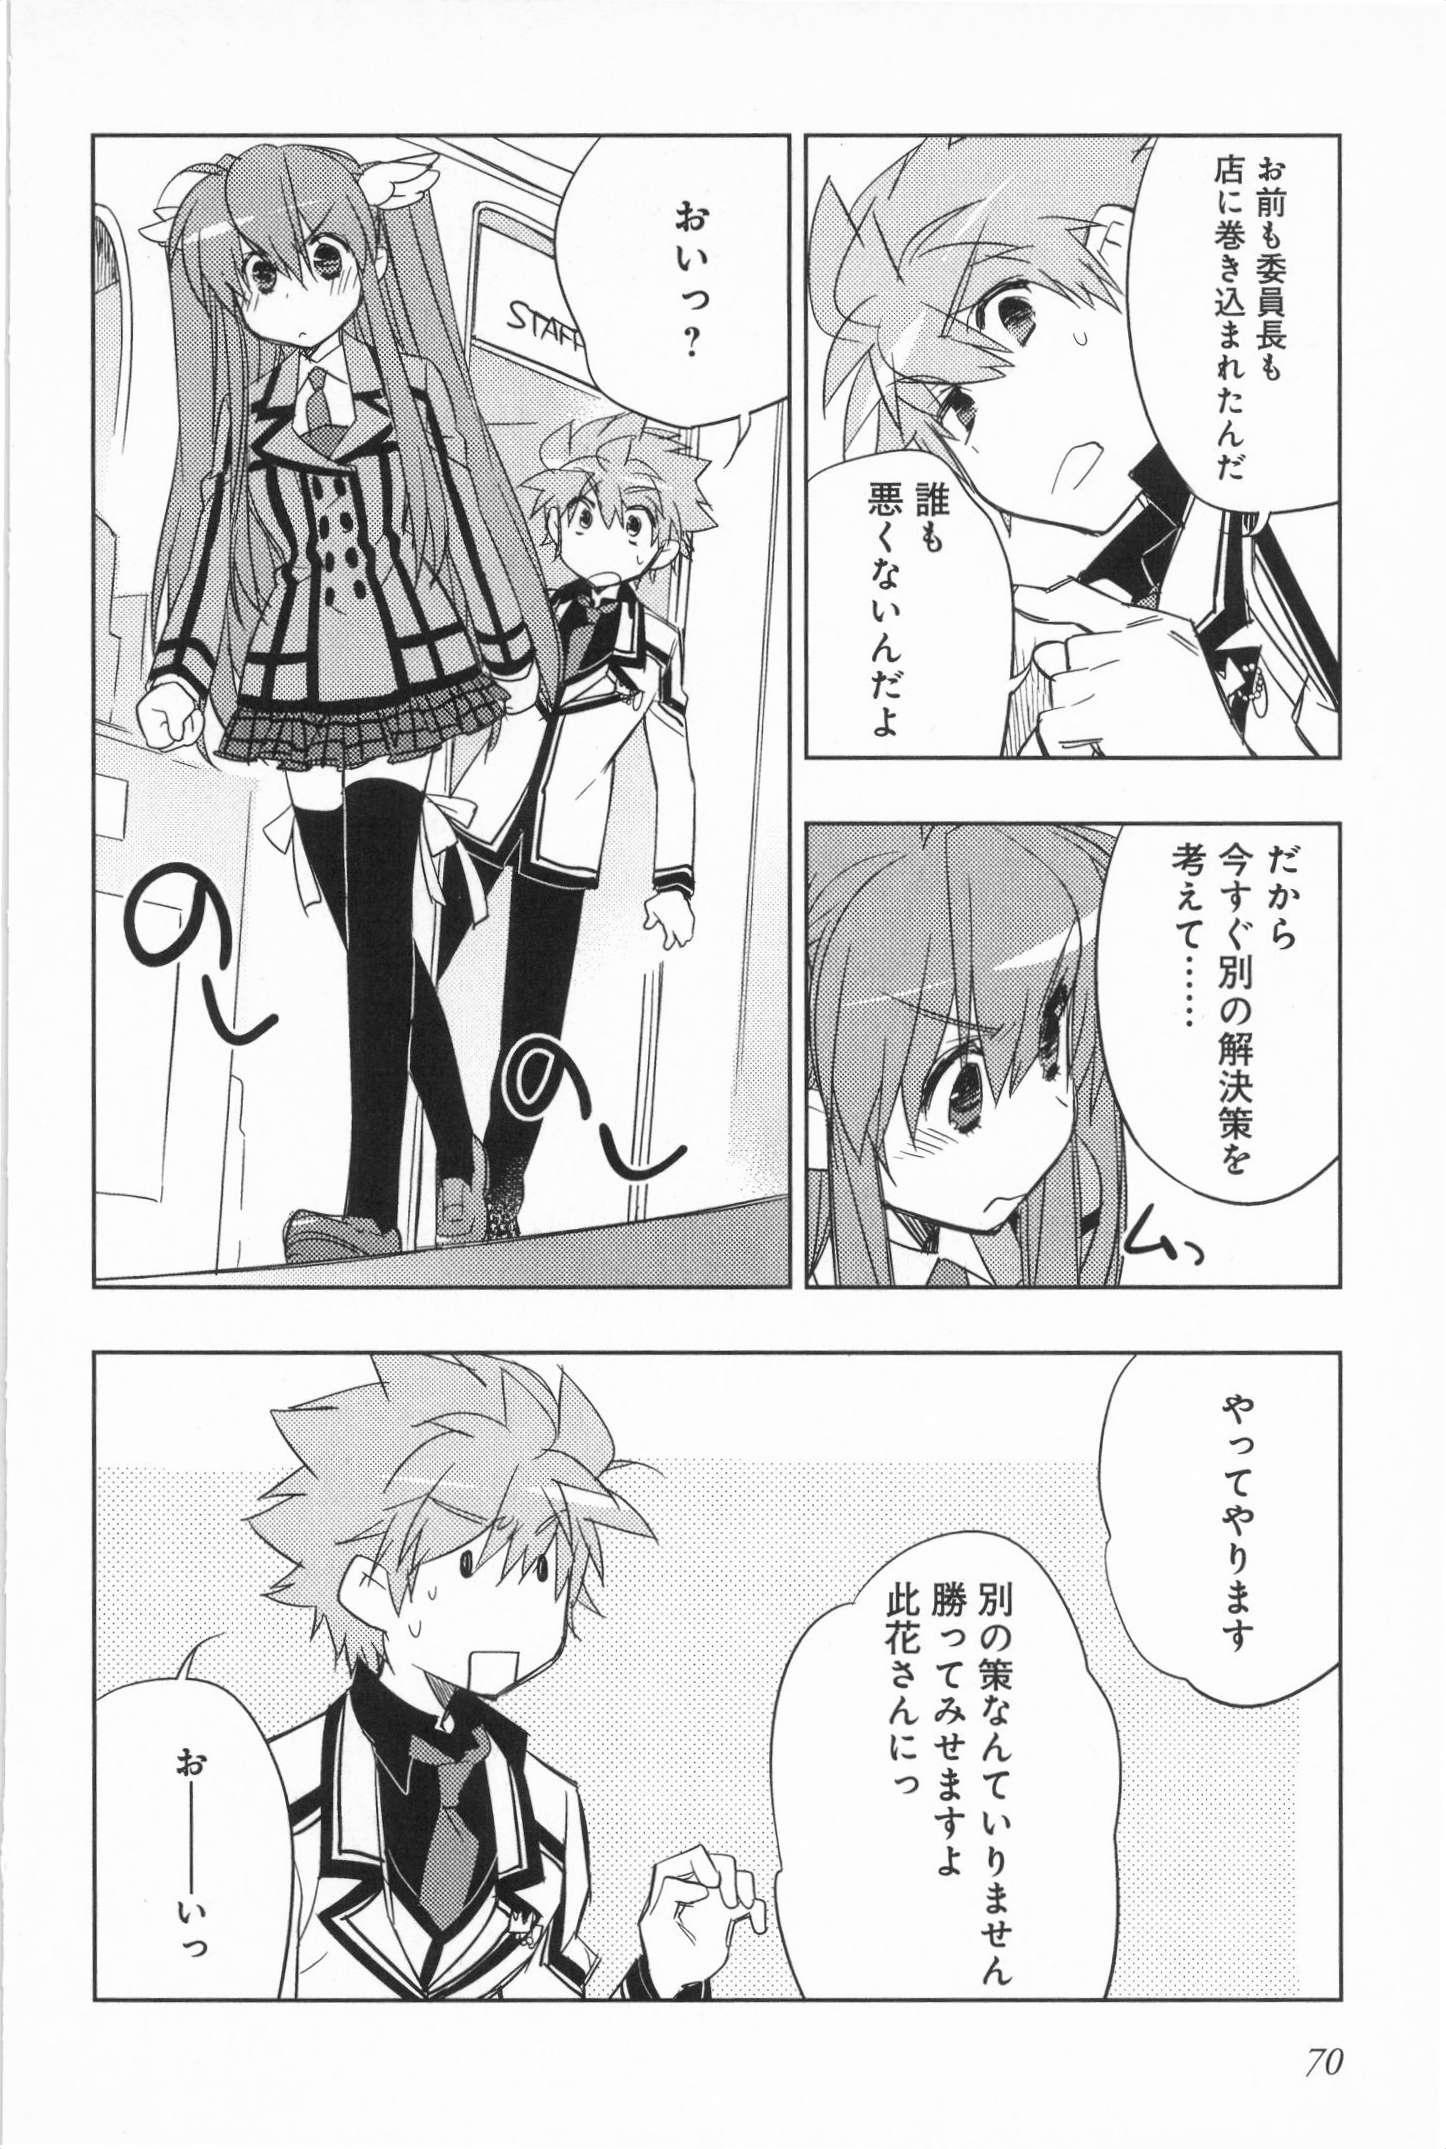 お前も委員長も
店に巻き込まれたんだ
誰も
悪くないんだよ
だから
今すぐ別の解決策を
考えて……
ムっ
おいっ?
STAFF
のし
のし
やってやります
別の策なんていりません
勝ってみせますよ
此花さんにっ
お——いっ
70